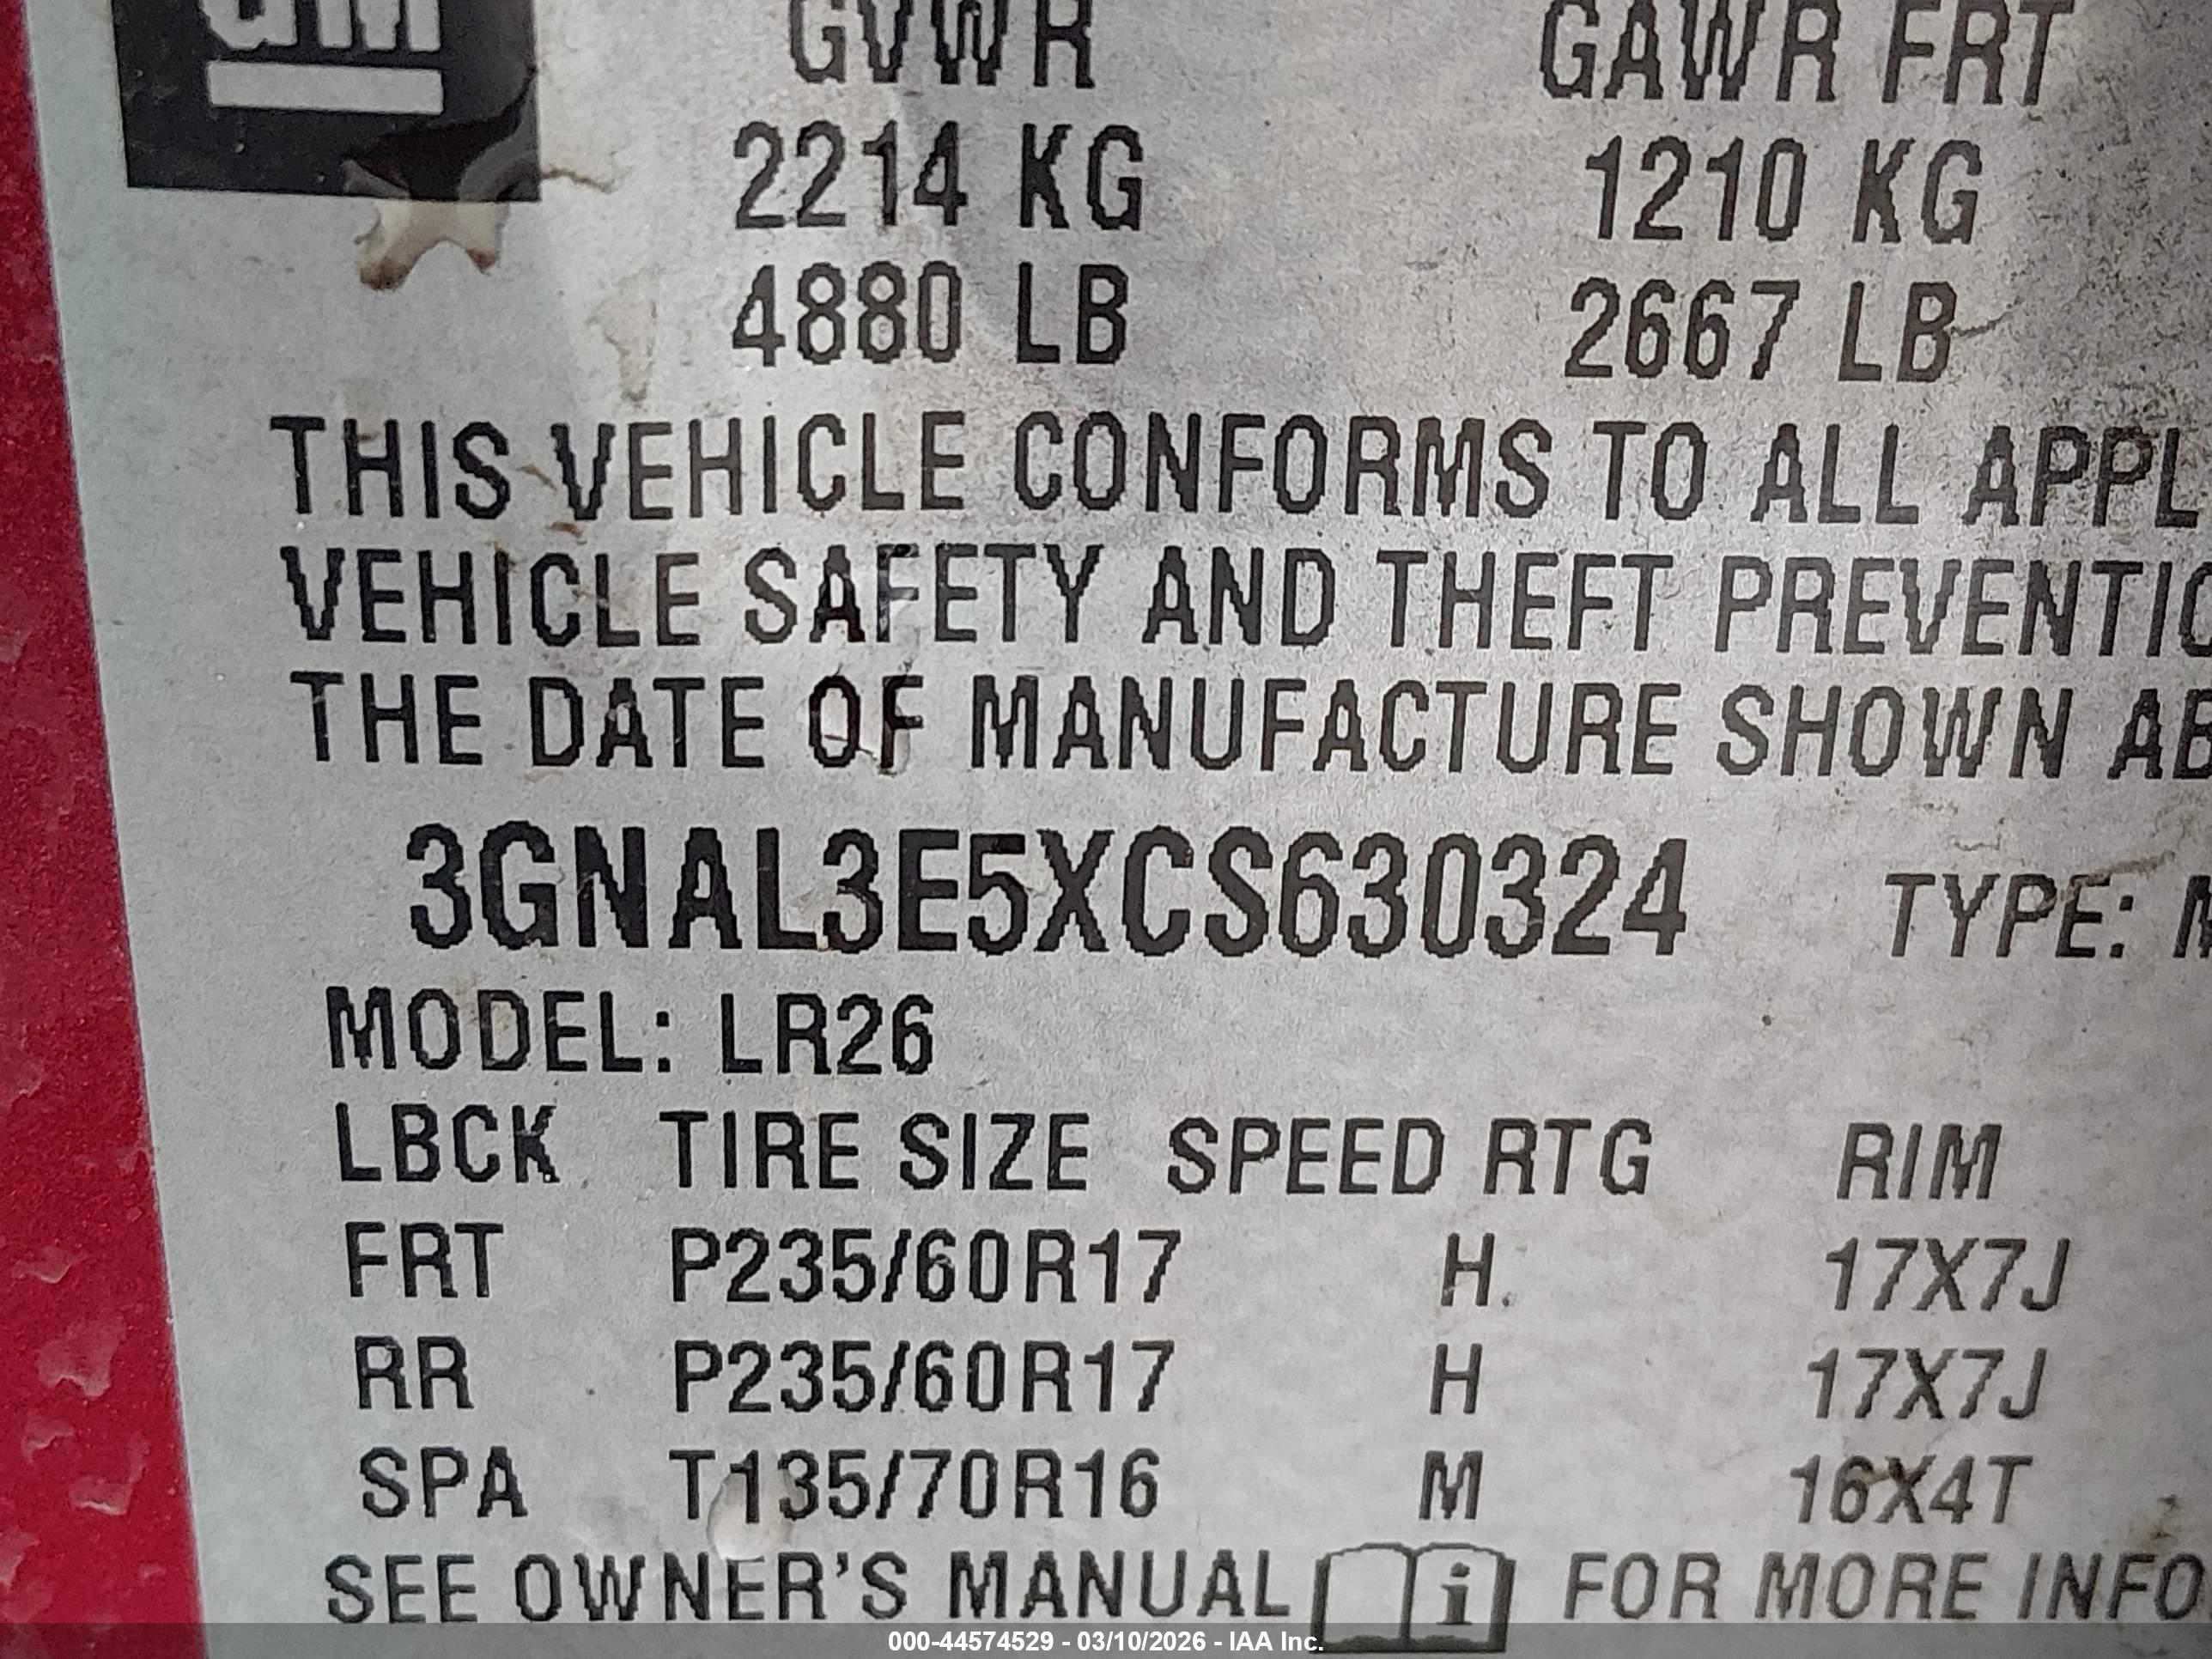 GM
GVWR GAWR FRT
2214 KG 1210 KG
4880 LB 2667 LB
THIS VEHICLE CONFORMS TO ALL APPL
VEHICLE SAFETY AND THEFT PREVENTIO
THE DATE OF MANUFACTURE SHOWN AB
3GNAL3E5XCS630324 TYPE: M
MODEL: LR26
LBCK TIRE SIZE SPEED RTG RIM
FRT P235/60R17 H 17X7J
RR P235/60R17 H 17X7J
SPA T135/70R16 M 16X4T
SEE OWNER'S MANUAL i FOR MORE INFO
000-44574529 - 03/10/2026 - IAA Inc.